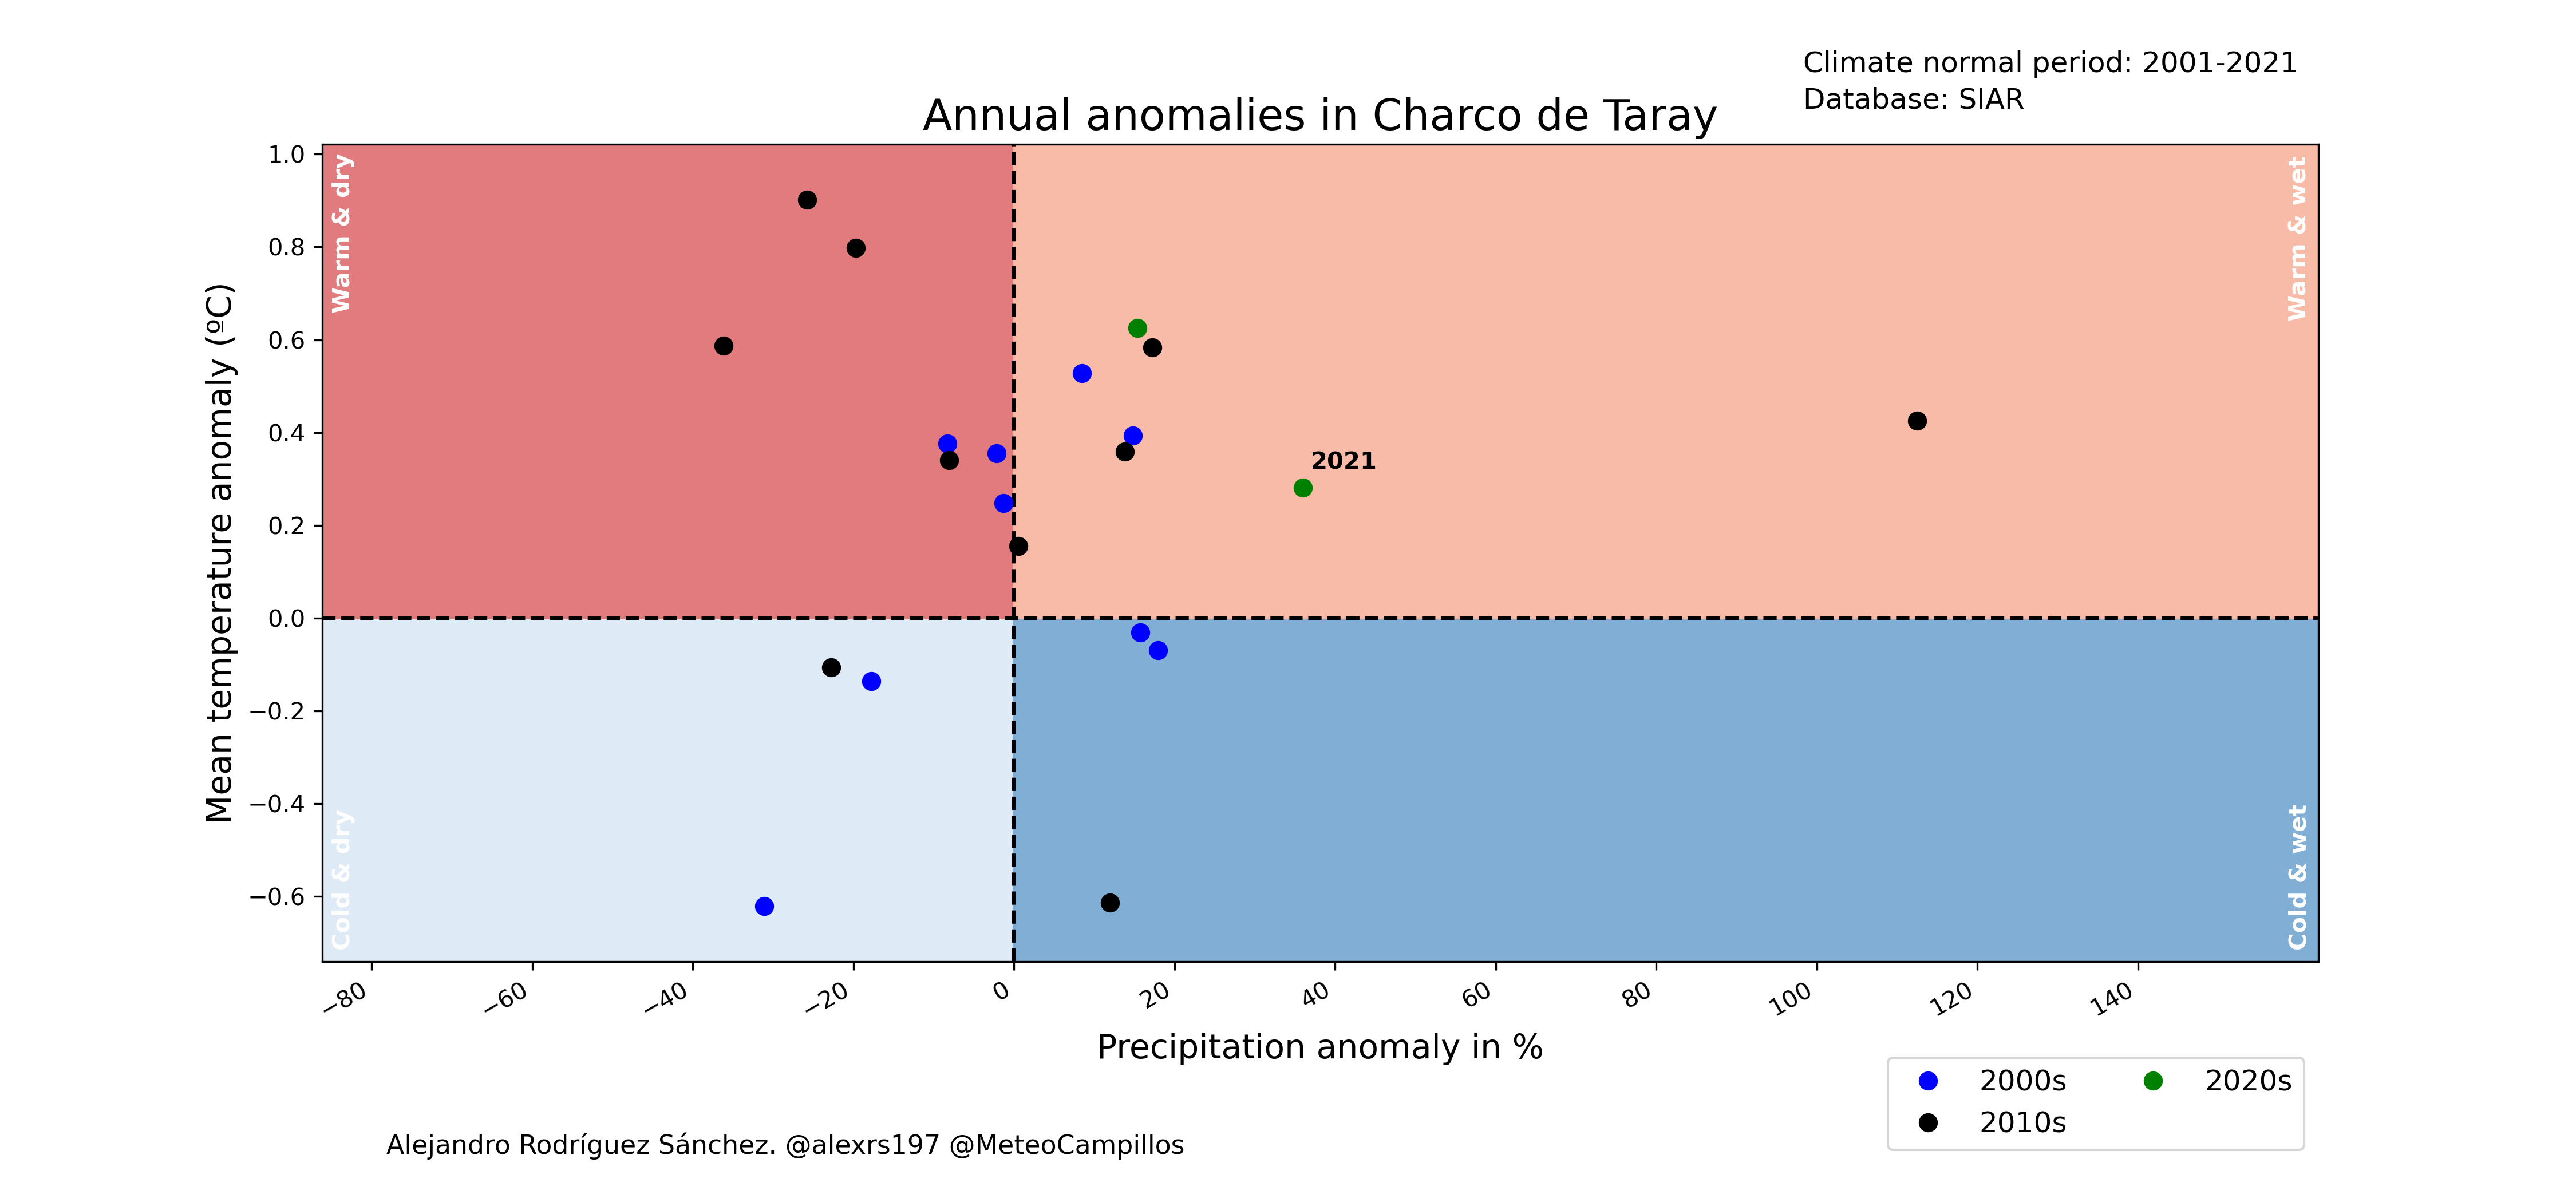 Climate normal period: 2001-2021
Database: SIAR
Annual anomalies in Charco de Taray
1.0
0.8
0.6
0.4
0.2
0.0
−0.2
−0.4
−0.6
Mean temperature anomaly (ºC)
Warm & dry
Warm & wet
2021
Cold & dry
Cold & wet
−80
−60
−40
−20
0
20
40
60
80
100
120
140
Precipitation anomaly in %
2000s
2010s
2020s
Alejandro Rodríguez Sánchez. @alexrs197 @MeteoCampillos